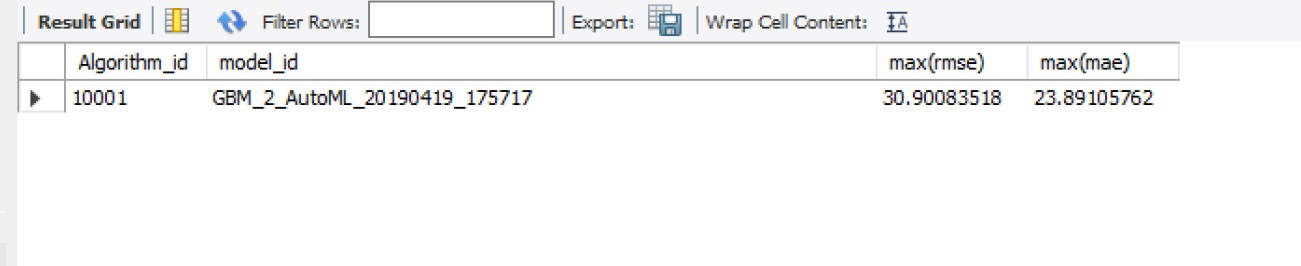 Result Grid Filter Rows: Export: Wrap Cell Content: IA
Algorithm_id model_id max(rmse) max(mae)
10001 GBM_2_AutoML_20190419_175717 30.90083518 23.89105762